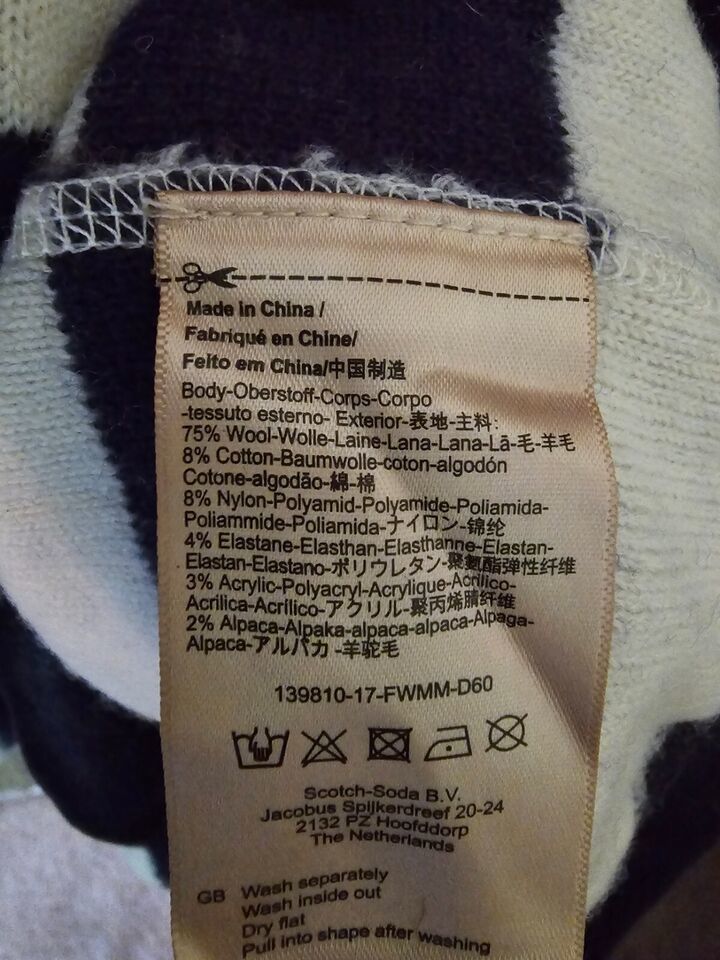 Made in China /
Fabriqué en Chine/
Feito em China/中国制造
Body-Oberstoff-Corps-Corpo
-tessuto esterno- Exterior-表地-主料:
75% Wool-Wolle-Laine-Lana-Lana-Lã-毛-羊毛
8% Cotton-Baumwolle-coton-algodón
Cotone-algodão-綿-棉
8% Nylon-Polyamid-Polyamide-Poliamida-
Poliammide-Poliamida-ナイロン-锦纶
4% Elastane-Elasthan-Elasthanne-Elastan-
Elastan-Elastano-ポリウレタン-聚氨酯弹性纤维
3% Acrylic-Polyacryl-Acrylique-Acrilico-
Acrilica-Acrílico-アクリル-聚丙烯腈纤维
2% Alpaca-Alpaka-alpaca-alpaca-Alpaga-
Alpaca-アルパカ -羊驼毛
139810-17-FWMM-D60
Scotch-Soda B.V.
Jacobus Spijkerdreef 20-24
2132 PZ Hoofddorp
The Netherlands
GB Wash separately
Wash inside out
Dry flat
Pull into shape after washing